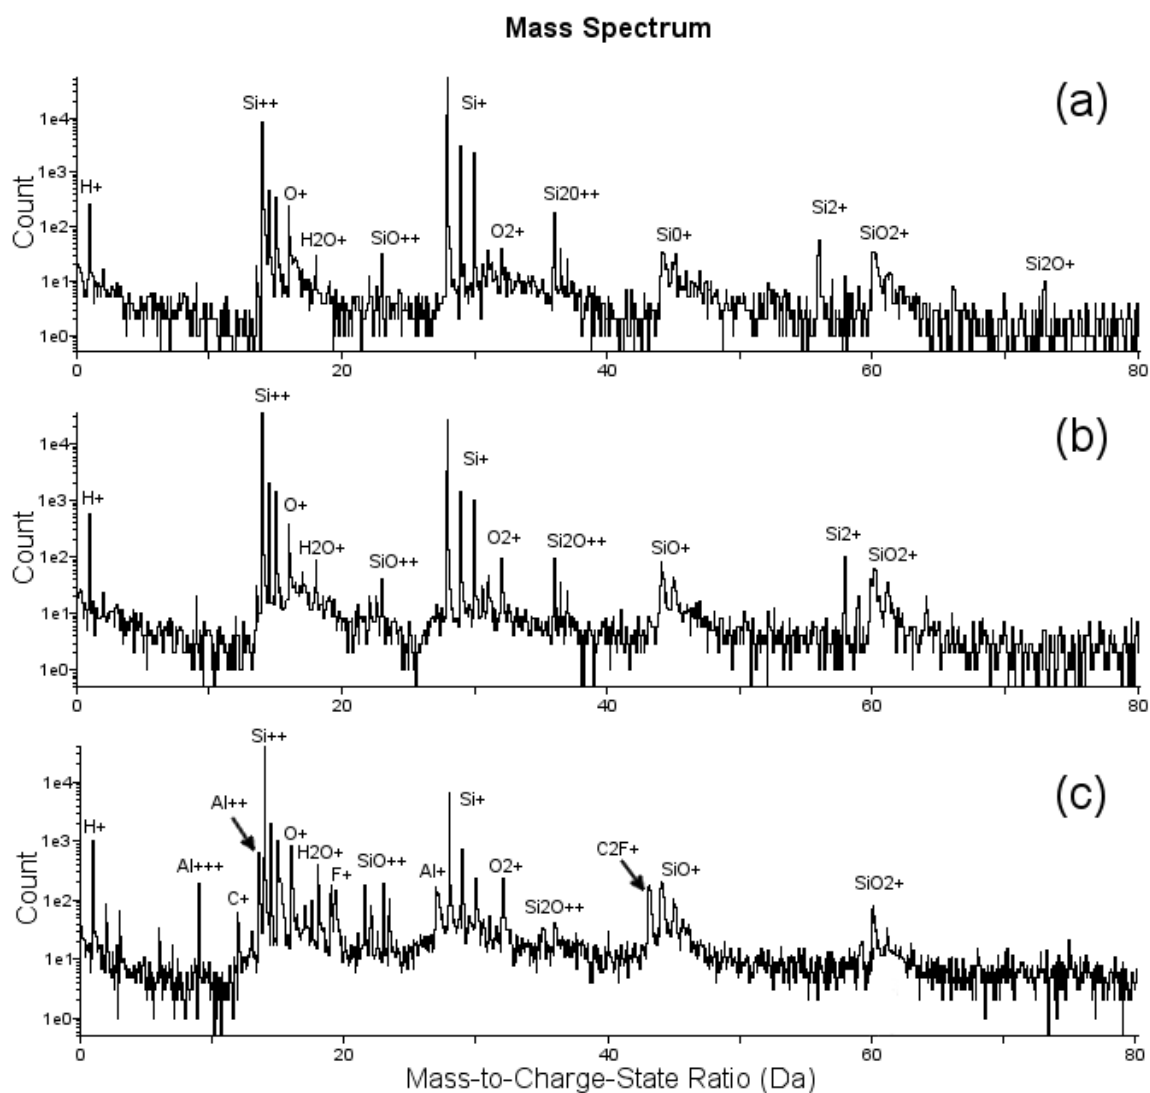 Mass Spectrum
(a)
Count
1e4
1e3
1e2
1e1
1e0
H+
Si++
O+
H2O+
SiO++
Si+
O2+
Si20++
Si0+
Si2+
SiO2+
Si2O+
0 20 40 60 80
(b)
Count
1e4
1e3
1e2
1e1
1e0
H+
Si++
O+
H2O+
SiO++
Si+
O2+
Si2O++
SiO+
Si2+
SiO2+
0 20 40 60 80
(c)
Count
1e4
1e3
1e2
1e1
1e0
H+
Al+++
Al++
C+
Si++
O+
H2O+
F+
SiO++
Al+
Si+
O2+
Si2O++
C2F+
SiO+
SiO2+
0 20 40 60 80
Mass-to-Charge-State Ratio (Da)